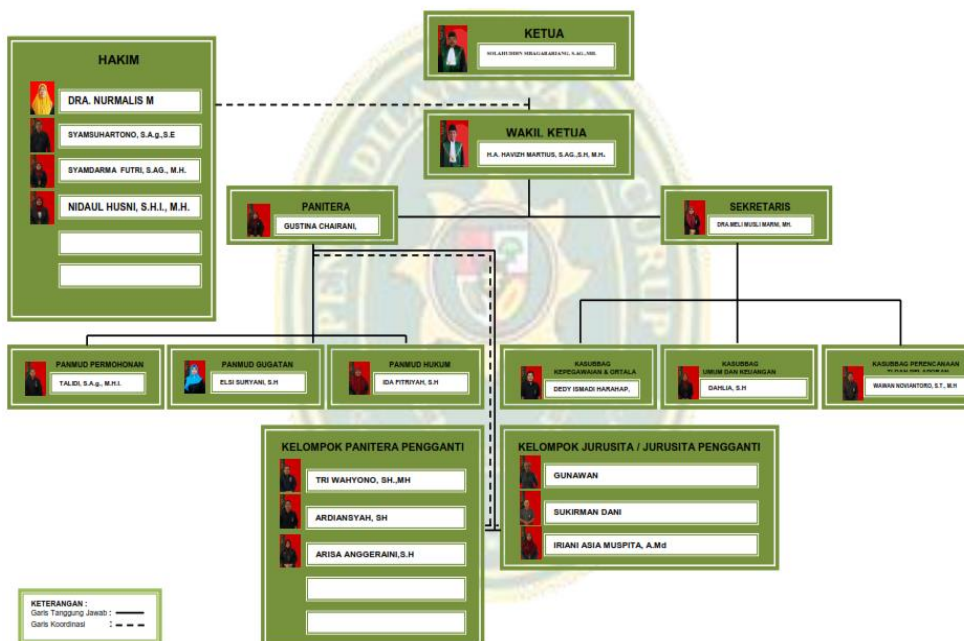 KETUA
HAKIM
DRA. NURMALIS M
SYAMSUHARTONO, S.A.g.,S.E
SYAMDARMA FUTRI, S.AG., M.H.
NIDAUL HUSNI, S.H.I., M.H.
WAKIL KETUA
H.A. HAVIZH MARTIUS, S.AG.,S.H, M.H.
PANITERA
GUSTINA CHAIRANI,
SEKRETARIS
DRA.MELI MUSLI MARNI, MH.
PANMUD PERMOHONAN
TALIDI, S.A.g., M.H.I.
PANMUD GUGATAN
ELSI SURYANI, S.H
PANMUD HUKUM
IDA FITRIYAH, S.H
KASUBBAG
KEPEGAWAIAN & ORTALA
DEDY ISMADI HARAHAP,
KASUBBAG
UMUM DAN KEUANGAN
DAHLIA, S.H
KASUBBAG PERENCANAAN
WAWAN NOVIANTORO, S.T., M.H
KELOMPOK PANITERA PENGGANTI
TRI WAHYONO, SH.,MH
ARDIANSYAH, SH
ARISA ANGGERAINI,S.H
KELOMPOK JURUSITA / JURUSITA PENGGANTI
GUNAWAN
SUKIRMAN DANI
IRIANI ASIA MUSPITA, A.Md
KETERANGAN :
Garis Tanggung Jawab :
Garis Koordinasi :